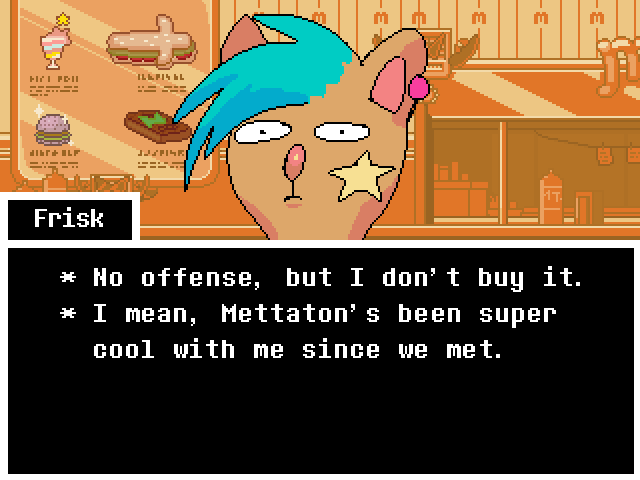 Frisk
* No offense, but I don't buy it.
* I mean, Mettaton's been super
cool with me since we met.